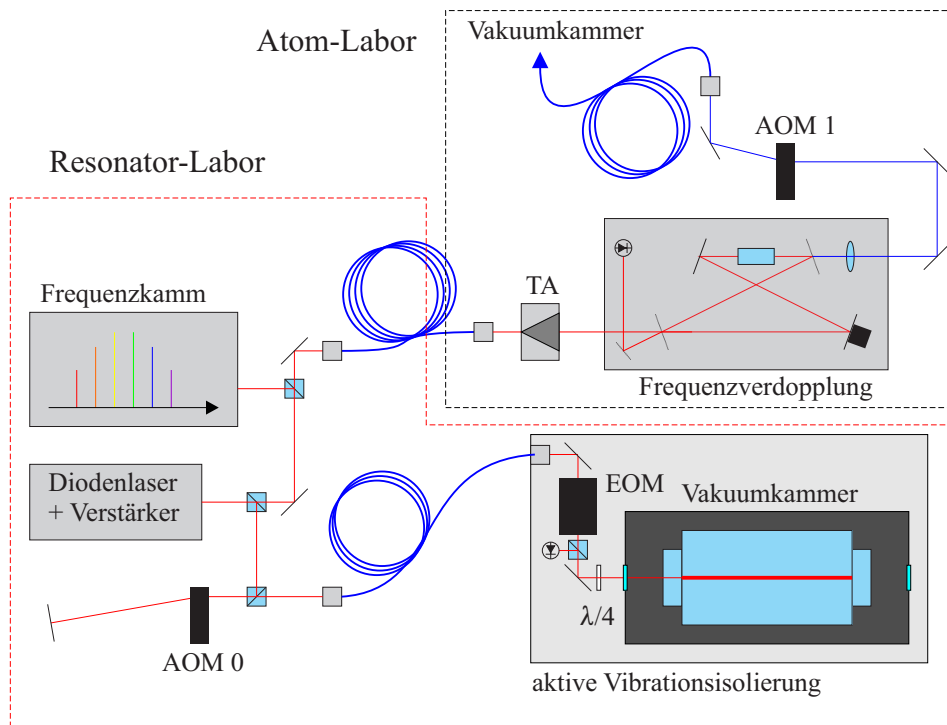 Atom-Labor
Vakuumkammer
AOM 1
Resonator-Labor
Frequenzkamm
TA
Frequenzverdopplung
Diodenlaser
+ Verstärker
EOM
Vakuumkammer
λ/4
AOM 0
aktive Vibrationsisolierung